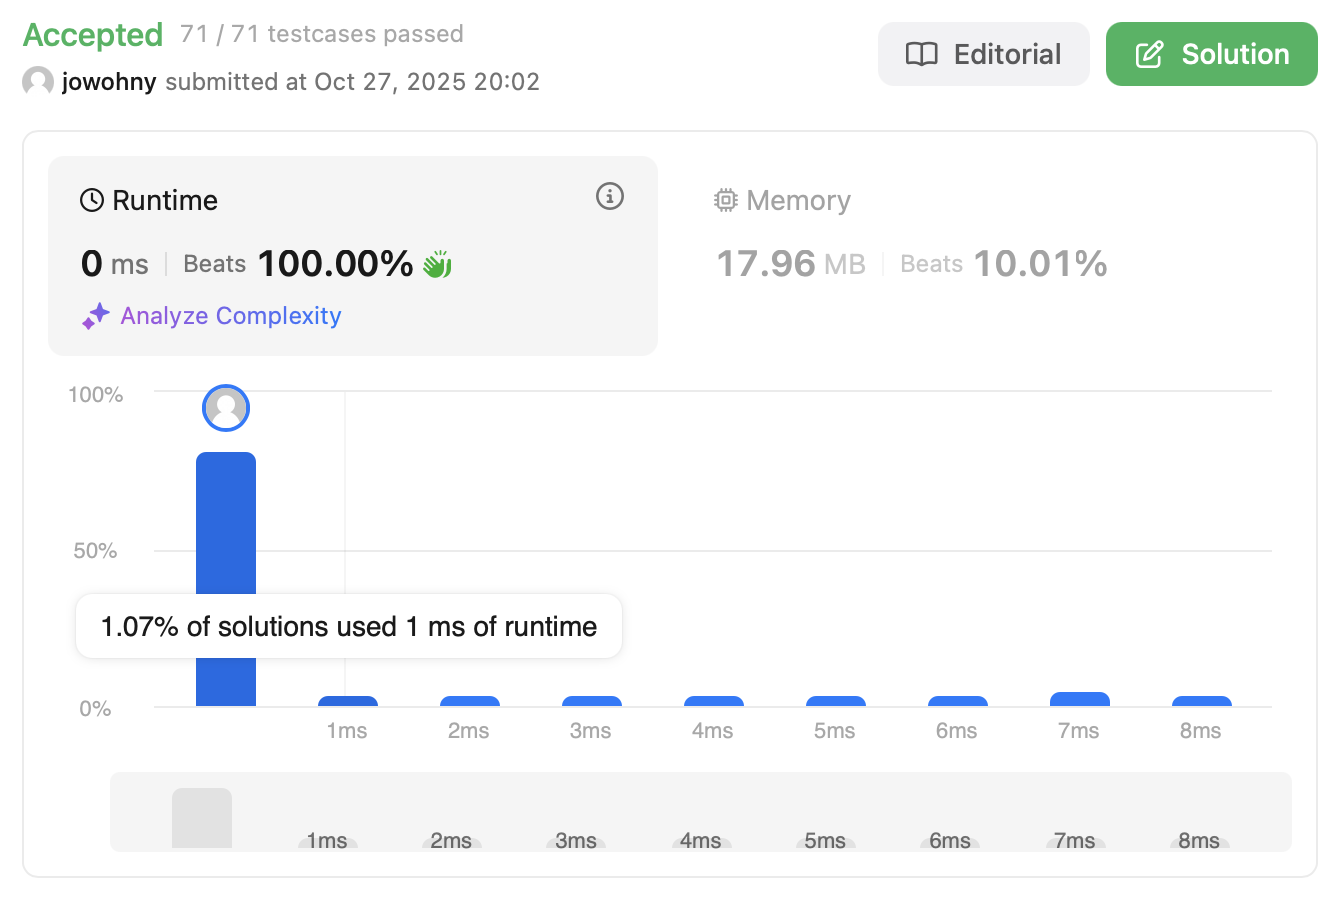 Accepted 71 / 71 testcases passed
jowohny submitted at Oct 27, 2025 20:02
Editorial
Solution
Runtime
0 ms Beats 100.00%
Analyze Complexity
Memory
17.96 MB Beats 10.01%
100%
50%
1.07% of solutions used 1 ms of runtime
0%
1ms 2ms 3ms 4ms 5ms 6ms 7ms 8ms
1ms 2ms 3ms 4ms 5ms 6ms 7ms 8ms